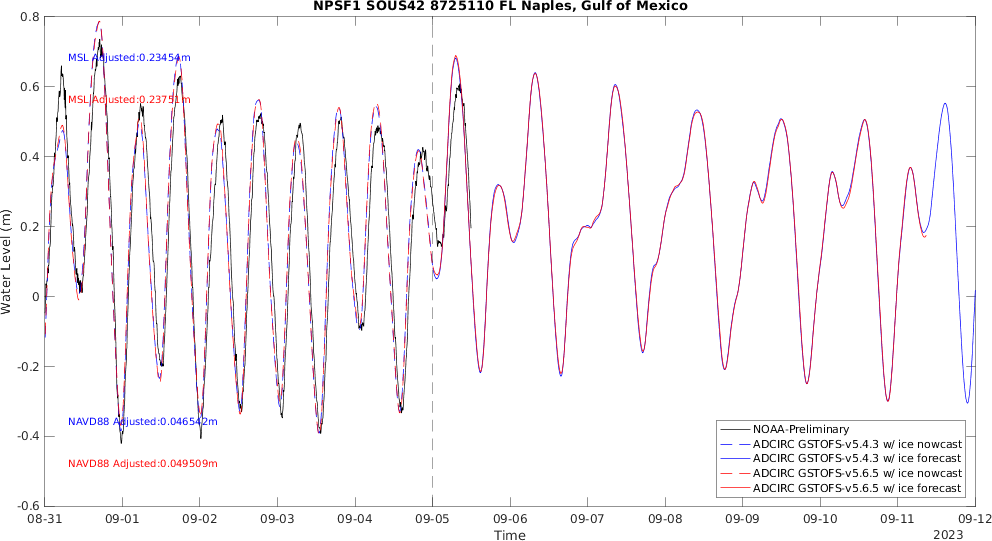 NPSF1 SOUS42 8725110 FL Naples, Gulf of Mexico
0.8
0.6
0.4
0.2
0
-0.2
-0.4
-0.6
Water Level (m)
MSL Adjusted:0.23454m
MSL Adjusted:0.23751m
NAVD88 Adjusted:0.046542m
NAVD88 Adjusted:0.049509m
NOAA-Preliminary
ADCIRC GSTOFS-v5.4.3 w/ ice nowcast
ADCIRC GSTOFS-v5.4.3 w/ ice forecast
ADCIRC GSTOFS-v5.6.5 w/ ice nowcast
ADCIRC GSTOFS-v5.6.5 w/ ice forecast
08-31 09-01 09-02 09-03 09-04 09-05 09-06 09-07 09-08 09-09 09-10 09-11 09-12
Time
2023